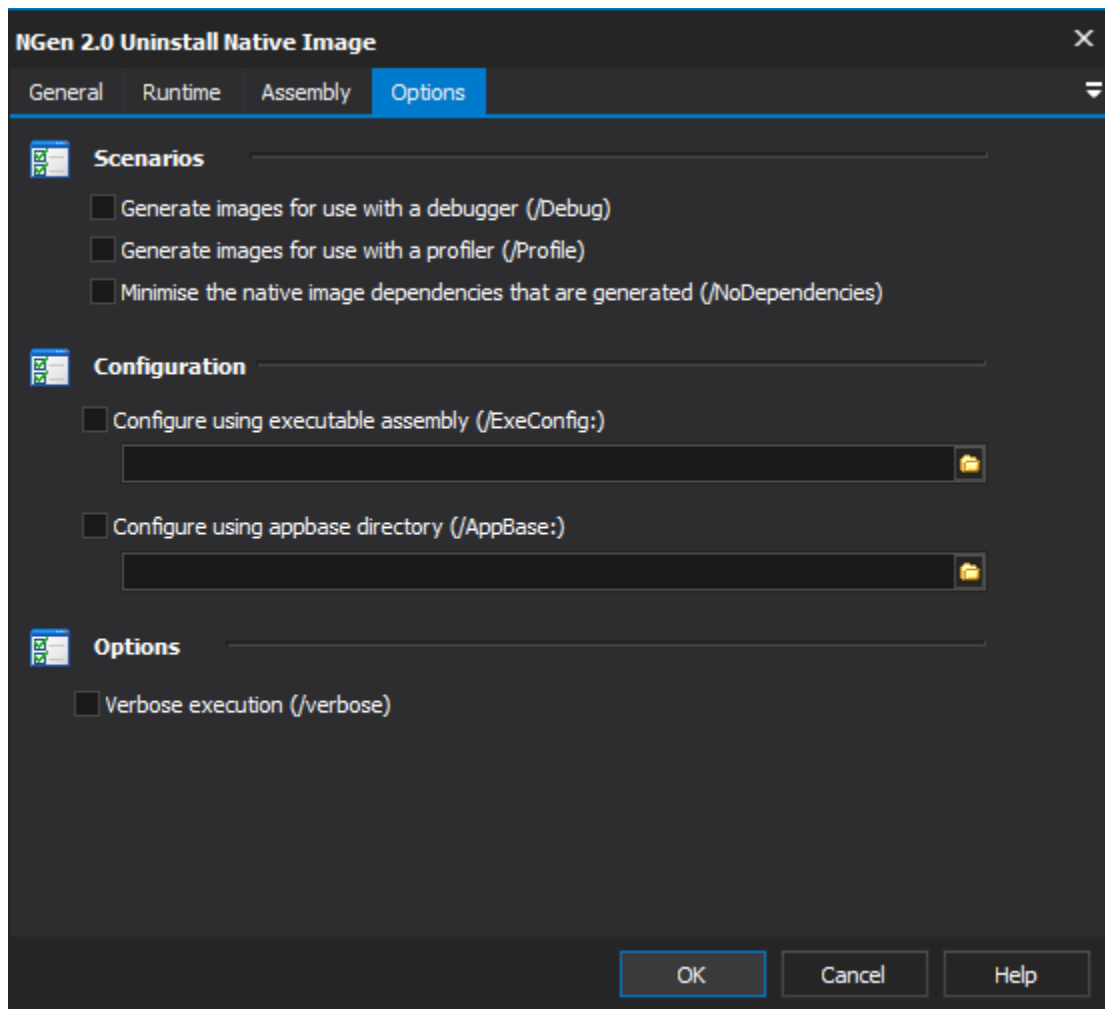 NGen 2.0 Uninstall Native Image
General Runtime Assembly Options
Scenarios
Generate images for use with a debugger (/Debug)
Generate images for use with a profiler (/Profile)
Minimise the native image dependencies that are generated (/NoDependencies)
Configuration
Configure using executable assembly (/ExeConfig:)
Configure using appbase directory (/AppBase:)
Options
Verbose execution (/verbose)
OK Cancel Help